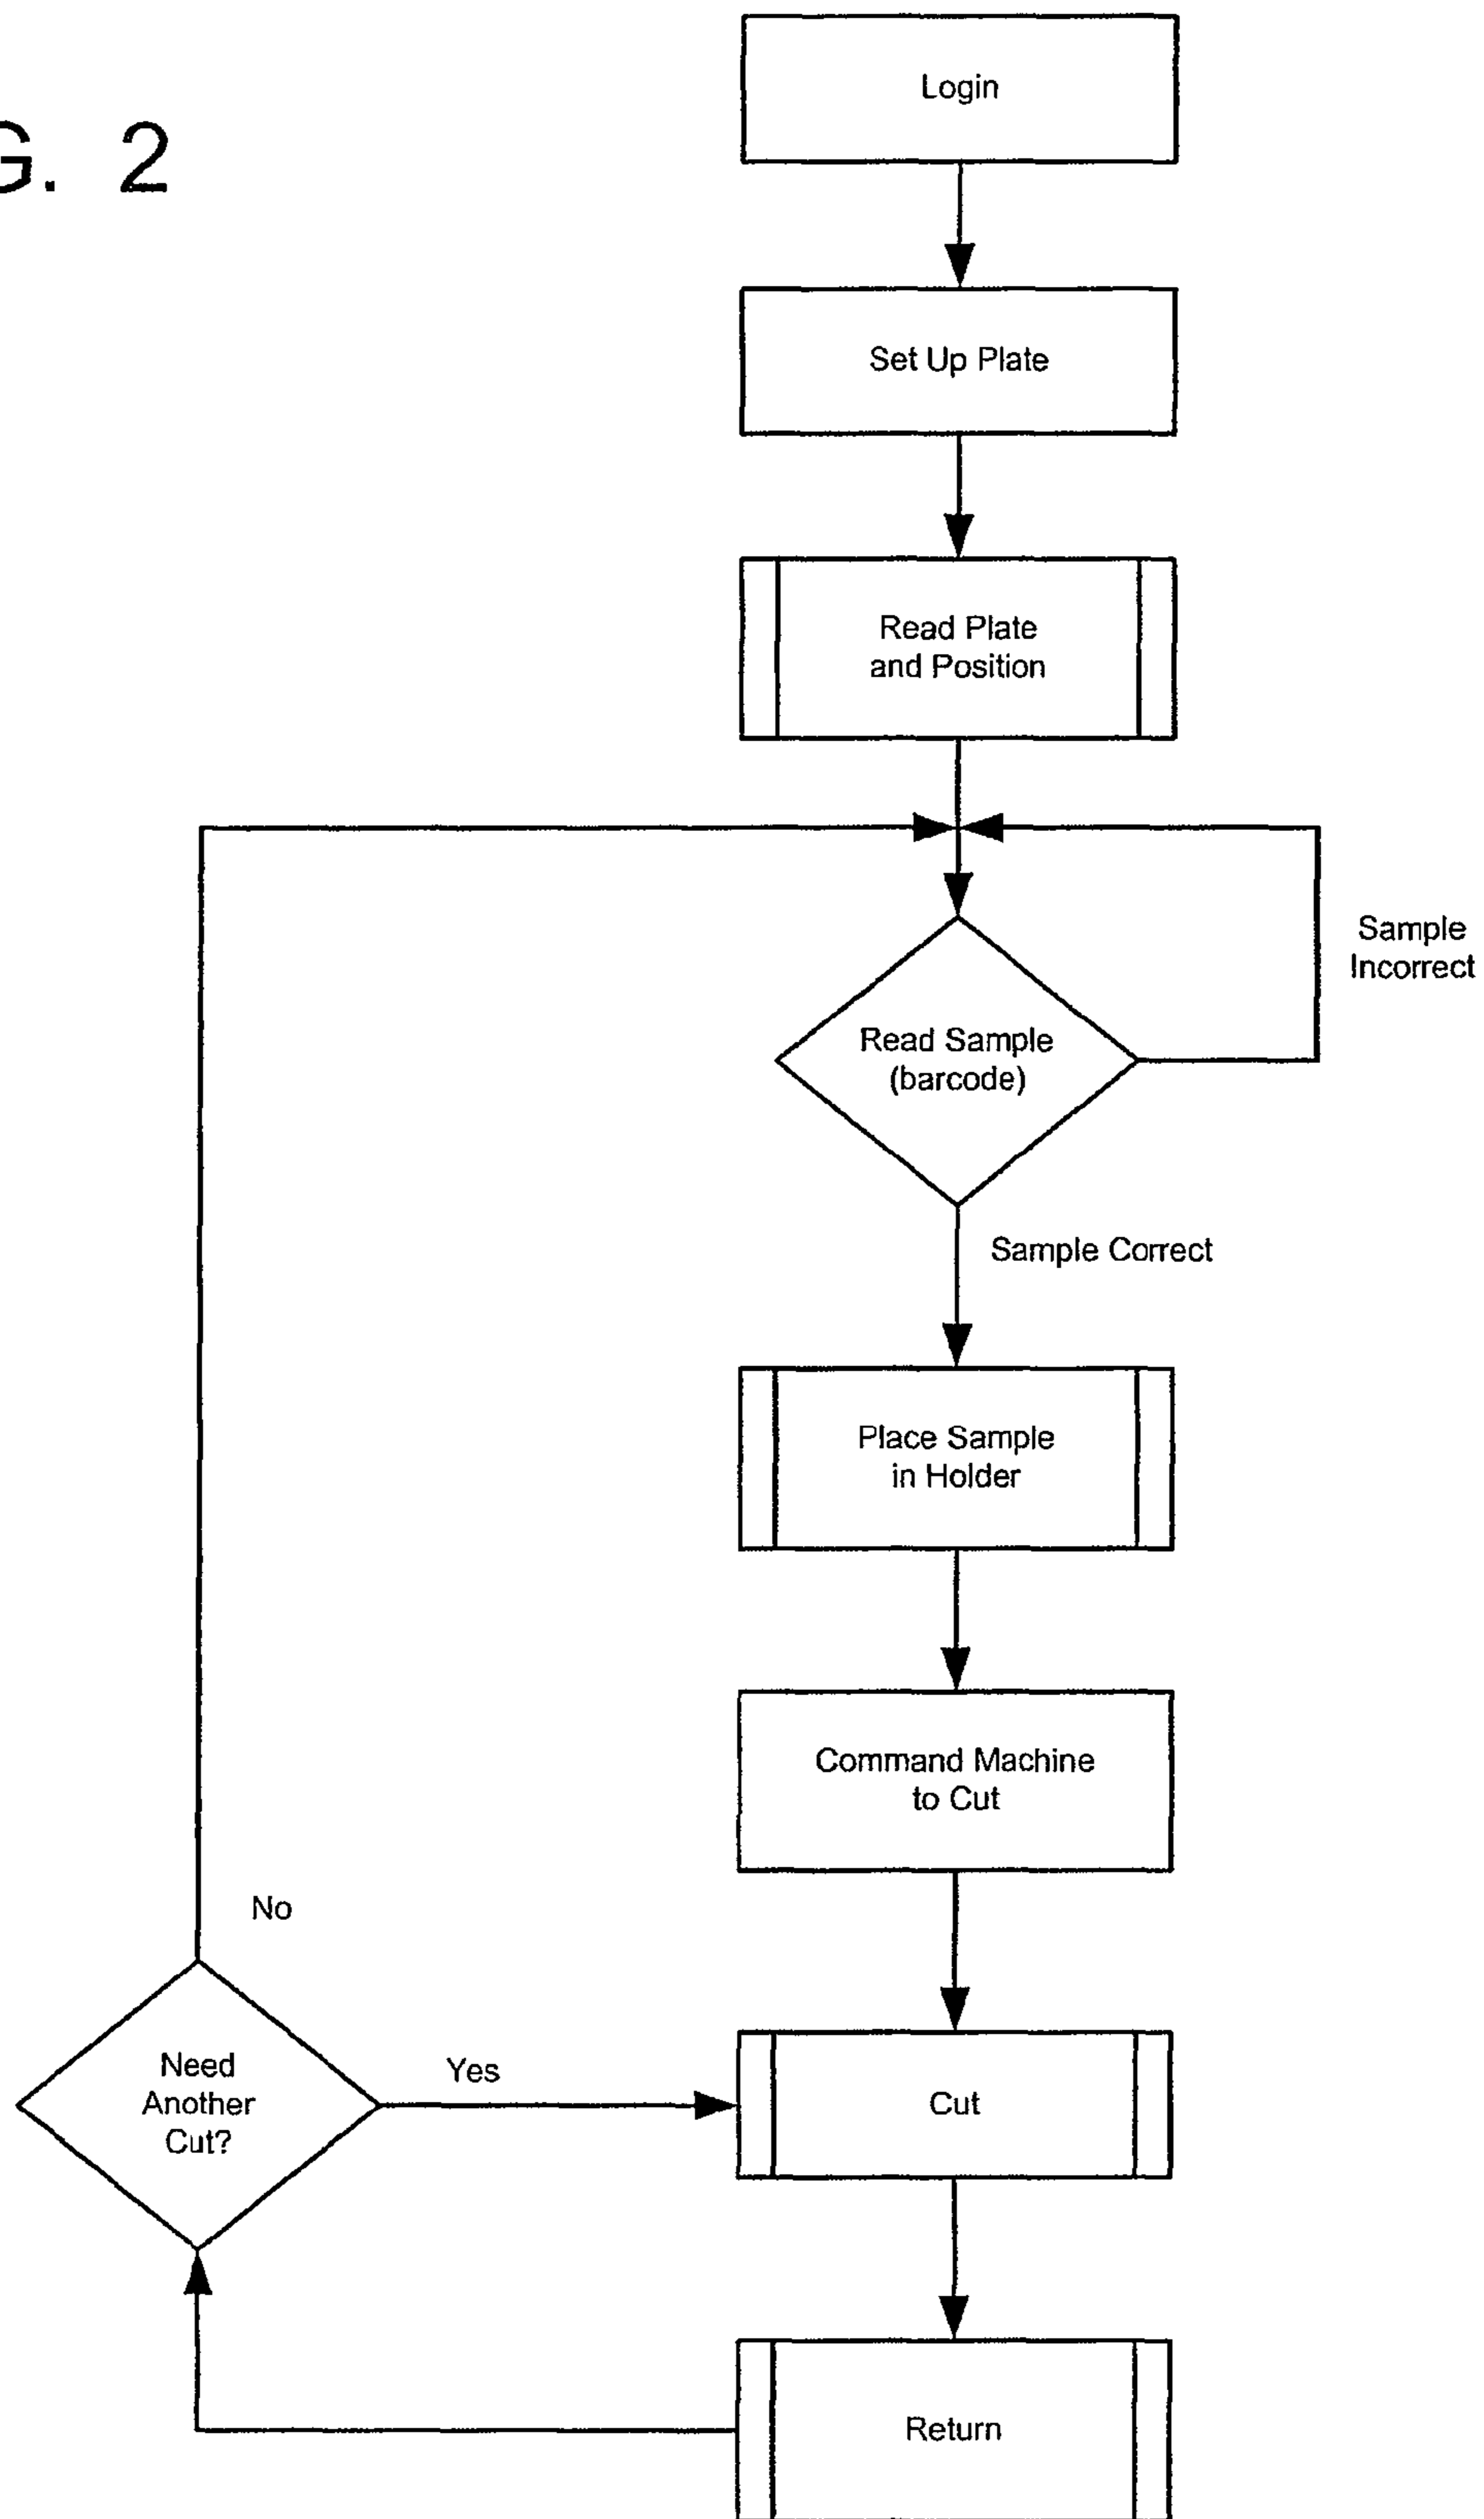 G. 2
Login
Set Up Plate
Read Plate
and Position
Sample
Incorrect
Read Sample
(barcode)
Sample Correct
Place Sample
in Holder
Command Machine
to Cut
No
Need
Another
Cut?
Yes
Cut
Return